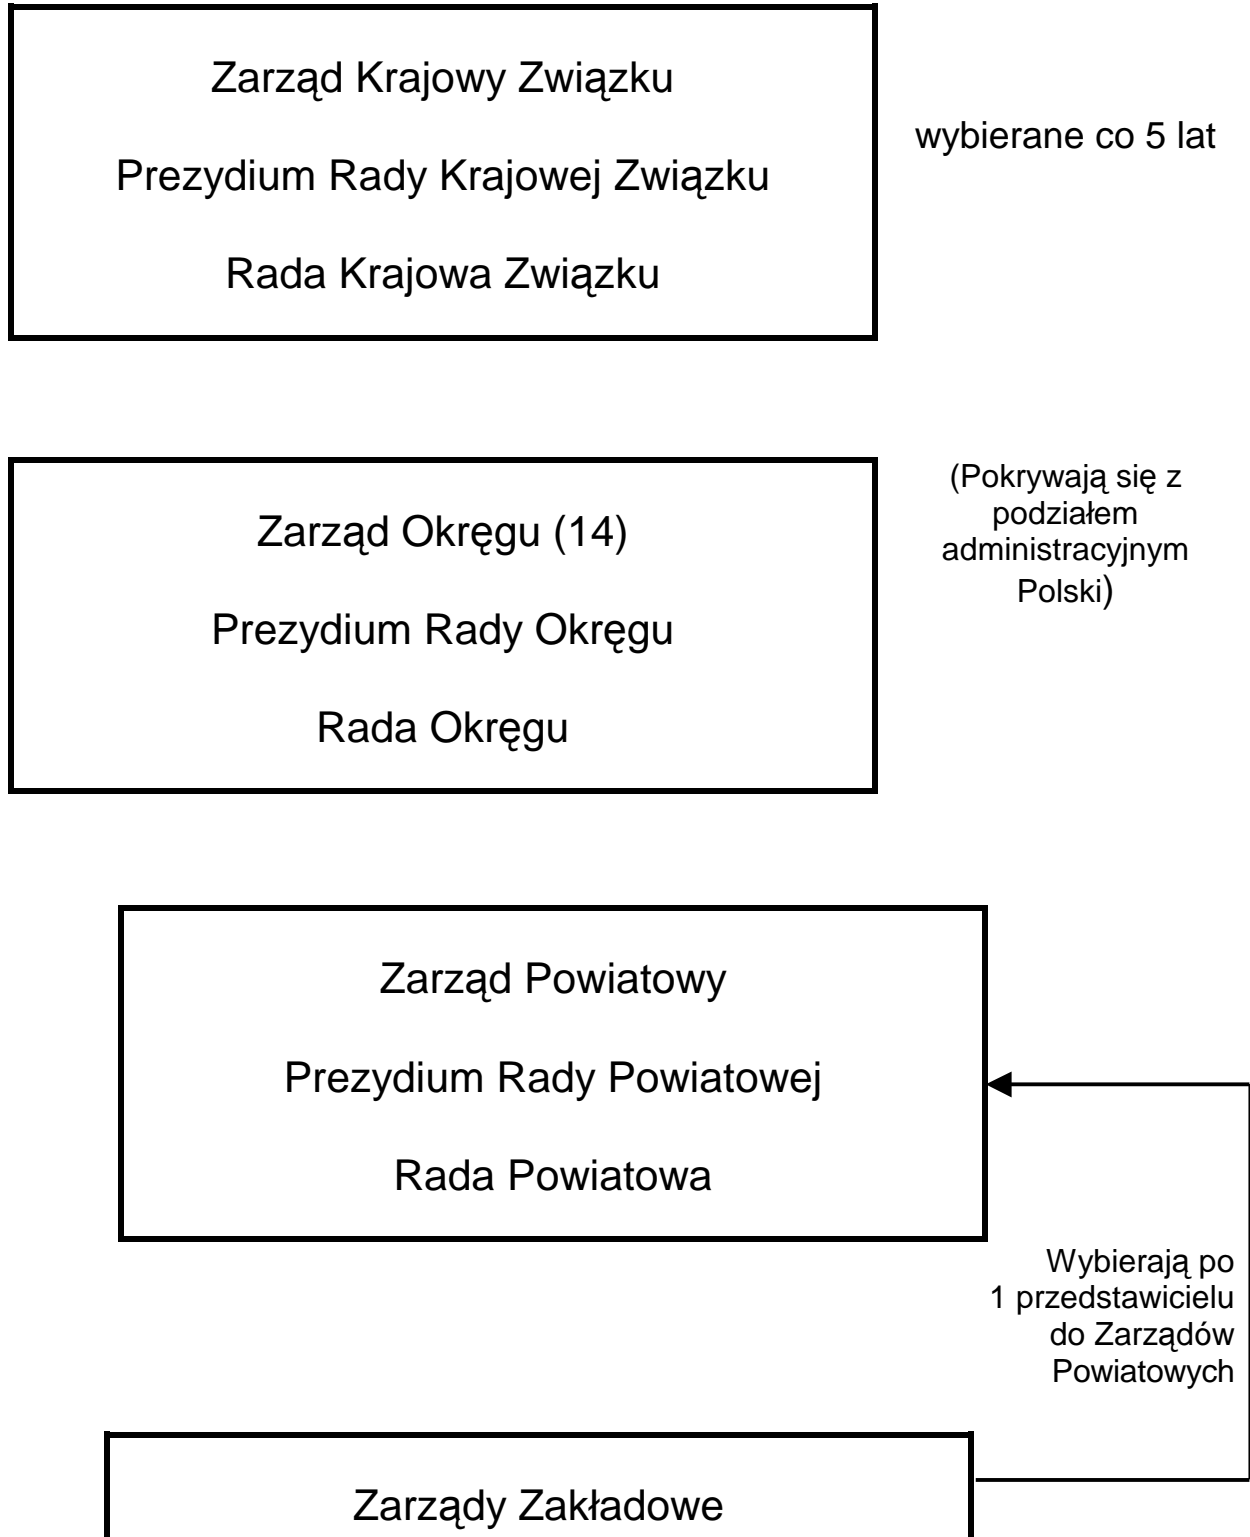 Zarząd Krajowy Związku
Prezydium Rady Krajowej Związku
Rada Krajowa Związku
wybierane co 5 lat
Zarząd Okręgu (14)
Prezydium Rady Okręgu
Rada Okręgu
(Pokrywają się z
podziałem
administracyjnym
Polski)
Zarząd Powiatowy
Prezydium Rady Powiatowej
Rada Powiatowa
Wybierają po
1 przedstawicielu
do Zarządów
Powiatowych
Zarządy Zakładowe